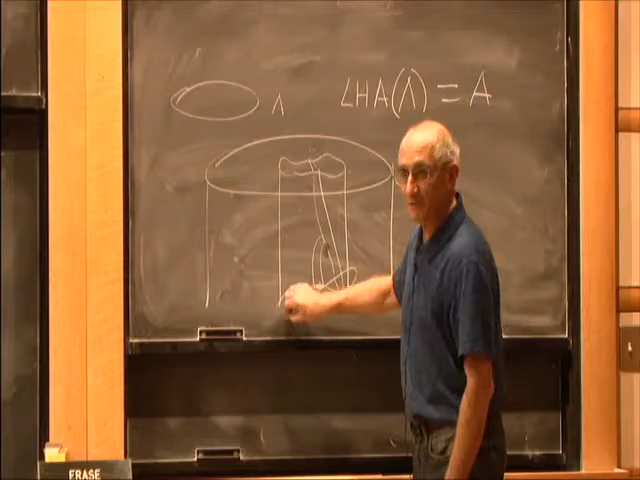 LHA(Λ) = A
Λ
ERASE